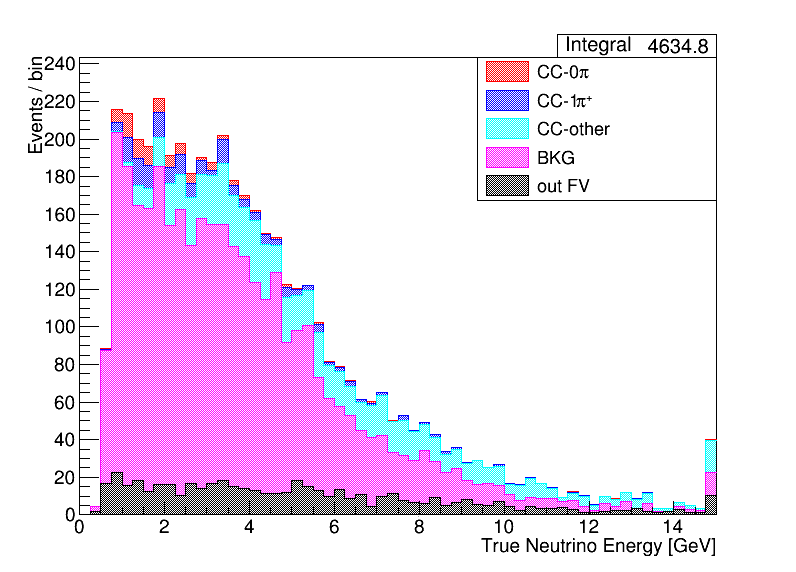 Integral 4634.8
Events / bin
CC-0π
CC-1π⁺
CC-other
BKG
out FV
240
220
200
180
160
140
120
100
80
60
40
20
0
0 2 4 6 8 10 12 14
True Neutrino Energy [GeV]